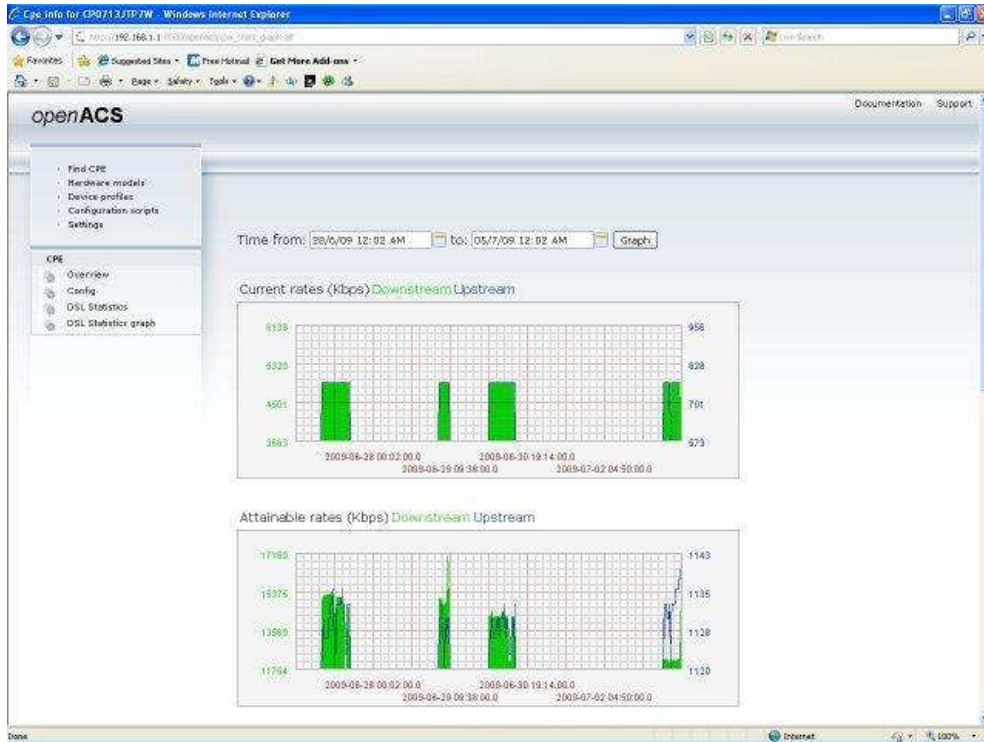 Cpe Info for CP0713JTP7W - Windows Internet Explorer
192.168.1.1
Live Search
Favorites Suggested Sites Free Hotmail Get More Add-ons
Page Safety Tools
openACS
Documentation Support
Find CPE
Hardware models
Device profiles
Configuration scripts
Settings
CPE
Overview
Config
DSL Statistics
DSL Statistics graph
Time from: 28/6/09 12:02 AM to: 05/7/09 12:02 AM Graph
Current rates (Kbps) Downstream Upstream
6138 956
5320 828
4501 701
3683 573
2009-06-28 00:02:00.0 2009-06-30 19:14:00.0
2009-06-29 09:38:00.0 2009-07-02 04:50:00.0
Attainable rates (Kbps) Downstream Upstream
17180 1143
15375 1135
13569 1128
11764 1120
2009-06-28 00:02:00.0 2009-06-30 19:14:00.0
2009-06-29 09:38:00.0 2009-07-02 04:50:00.0
Done Internet 100%